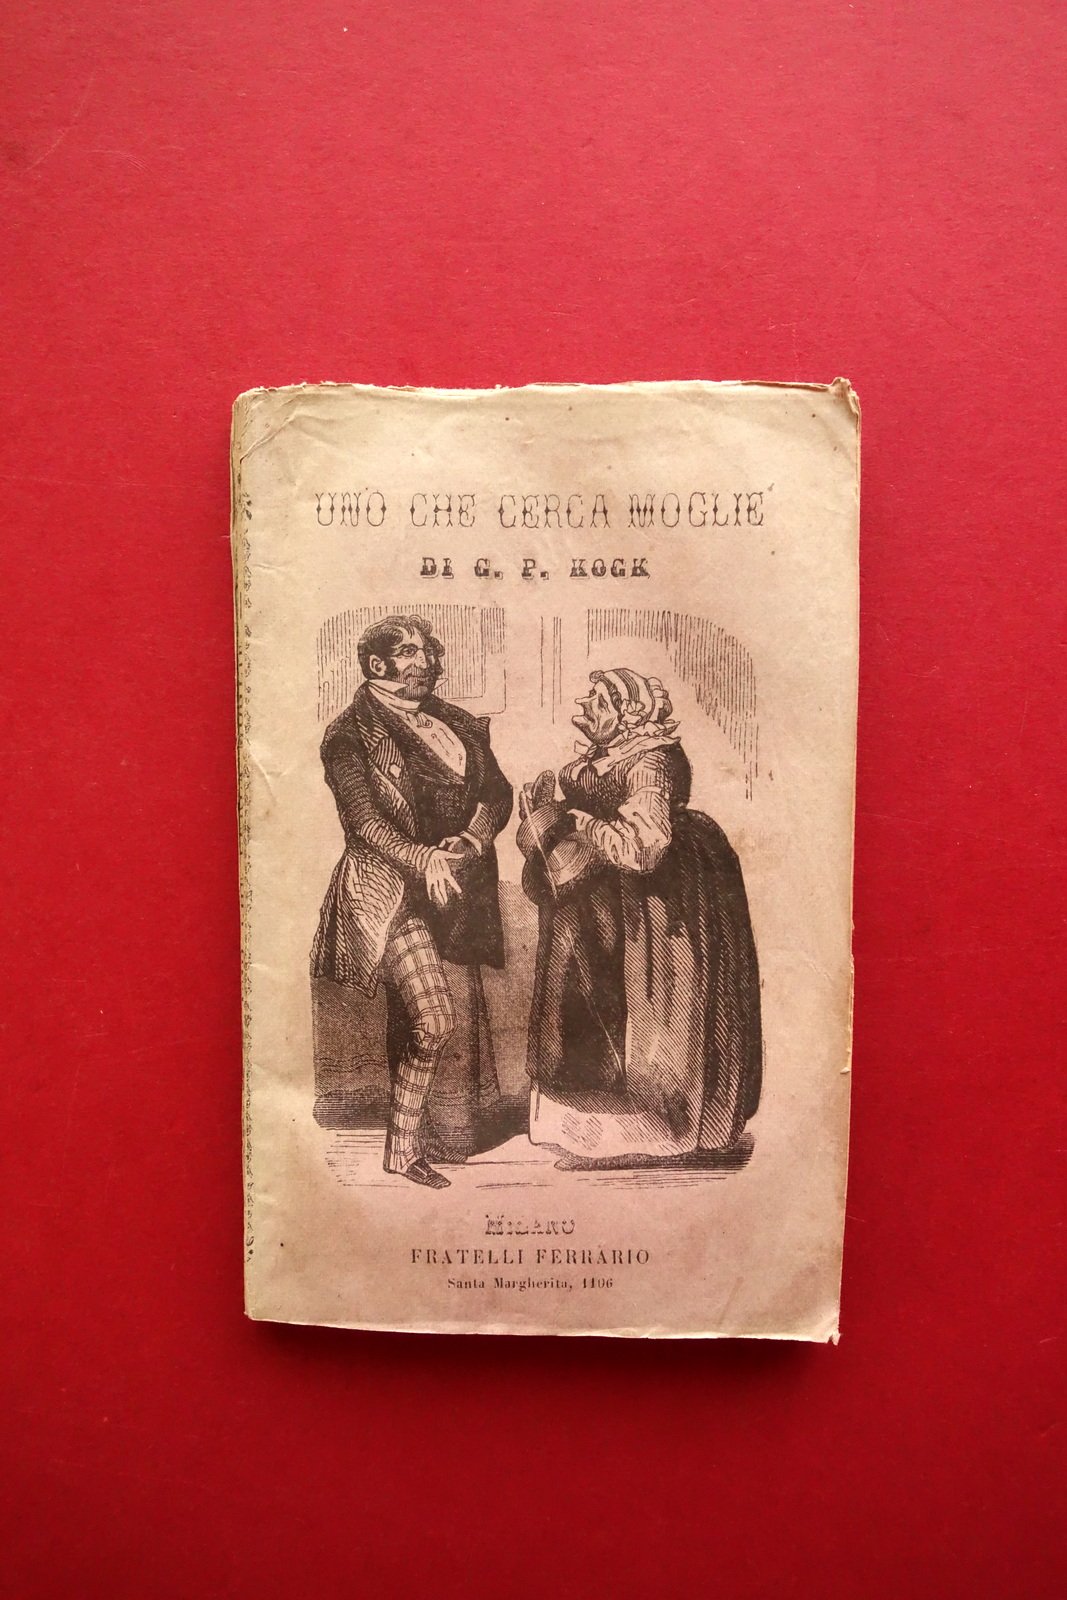 UNO CHE CERCA MOGLIE
DI G. P. KOCK
MILANO
FRATELLI FERRARIO
Santa Margherita, 1106